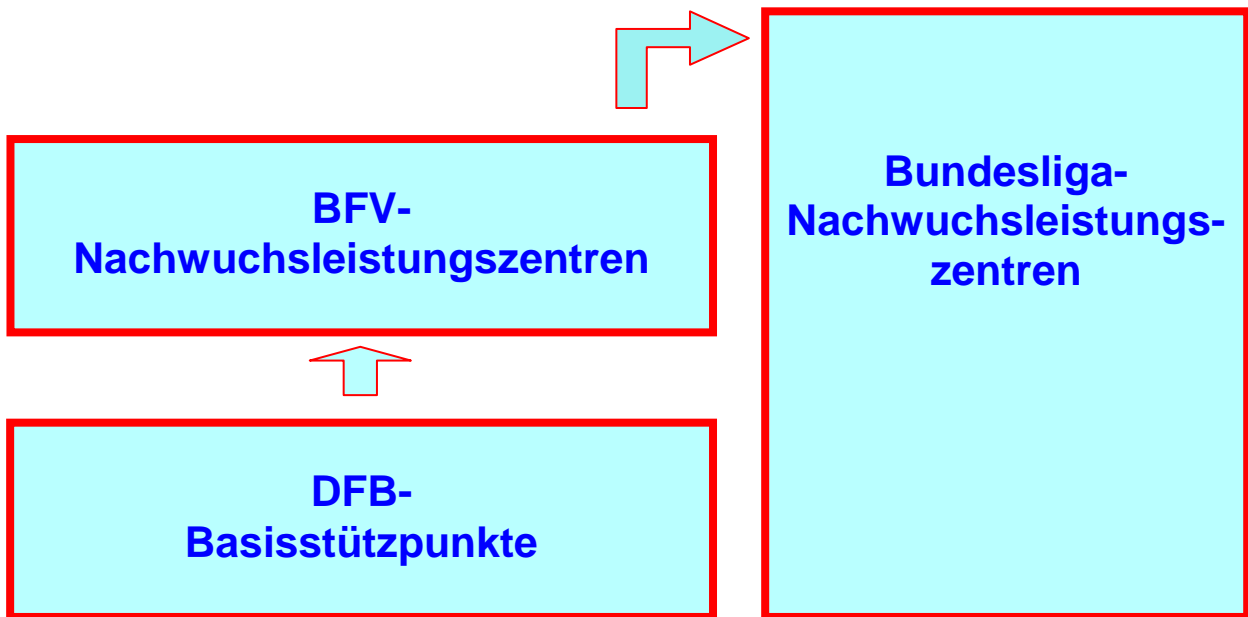 BFV-
Nachwuchsleistungszentren
Bundesliga-
Nachwuchsleistungs-
zentren
DFB-
Basisstützpunkte